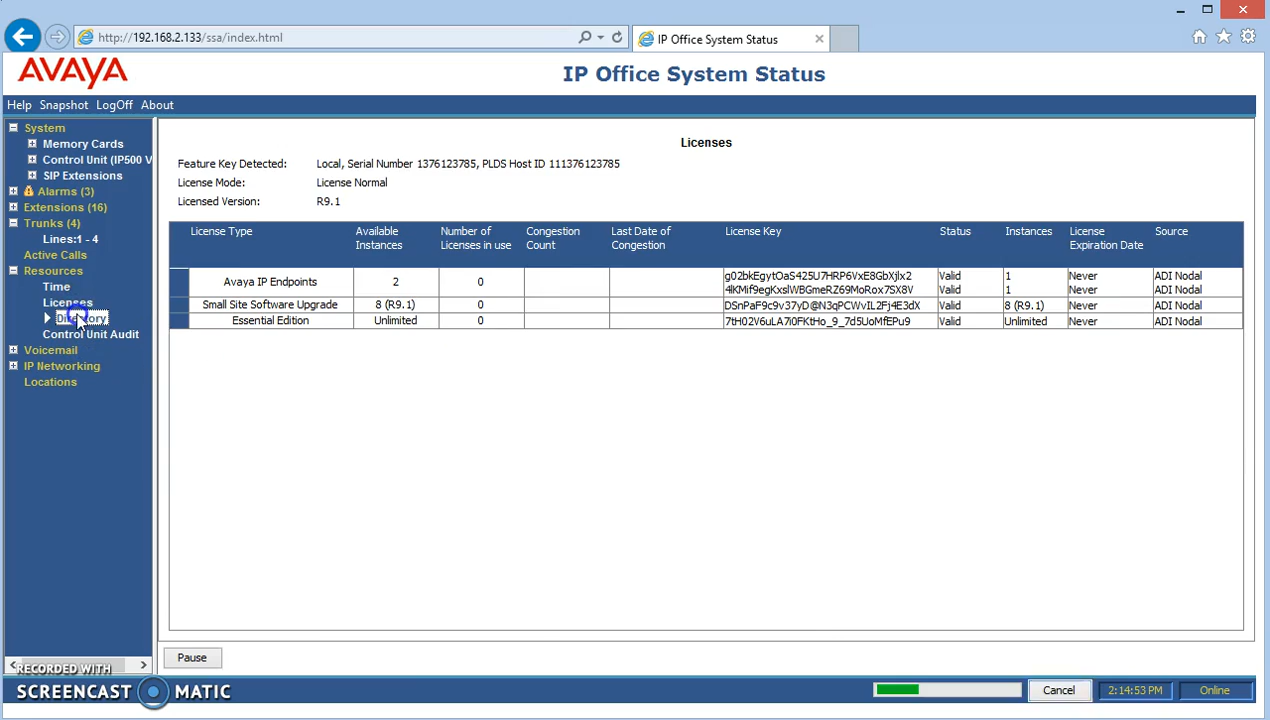 http://192.168.2.133/ssa/index.html
IP Office System Status
AVAYA
IP Office System Status
Help Snapshot LogOff About
System
Memory Cards
Control Unit (IP500 V
SIP Extensions
Alarms (3)
Extensions (16)
Trunks (4)
Lines:1 - 4
Active Calls
Resources
Time
Licenses
Directory
Control Unit Audit
Voicemail
IP Networking
Locations
Licenses
Feature Key Detected: Local, Serial Number 1376123785, PLDS Host ID 111376123785
License Mode: License Normal
Licensed Version: R9.1
License Type Available Instances Number of Licenses in use Congestion Count Last Date of Congestion License Key Status Instances License Expiration Date Source
Avaya IP Endpoints 2 0 g02bkEgytOaS425U7HRP6VxE8GbXjlx2 Valid 1 Never ADI Nodal
4lKMif9egKxslWBGmeRZ69MoRox7SX8V Valid 1 Never ADI Nodal
Small Site Software Upgrade 8 (R9.1) 0 DSnPaF9c9v37yD@N3qPCWvIL2Fj4E3dX Valid 8 (R9.1) Never ADI Nodal
Essential Edition Unlimited 0 7tH02V6uLA7i0FKtHo_9_7d5UoMfEPu9 Valid Unlimited Never ADI Nodal
Pause
RECORDED WITH
SCREENCAST MATIC
Cancel 2:14:53 PM Online